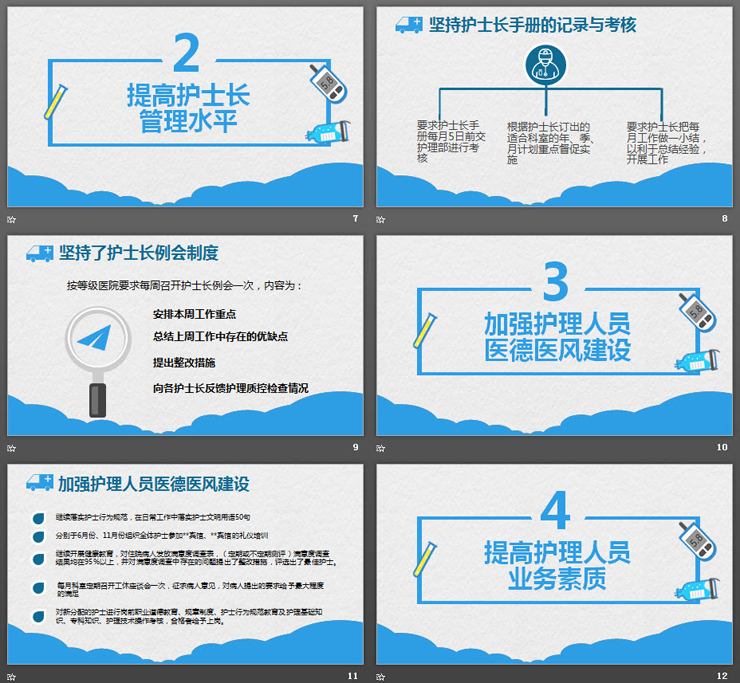 2
提高护士长
管理水平
5.8
7
坚持护士长手册的记录与考核
要求护士长手
册每月5日前交
护理部进行考
核
根据护士长订出的
适合科室的年、季、
月计划重点督促实
施
要求护士长把每
月工作做一小结，
以利于总结经验，
开展工作
8
坚持了护士长例会制度
按等级医院要求每周召开护士长例会一次，内容为：
安排本周工作重点
总结上周工作中存在的优缺点
提出整改措施
向各护士长反馈护理质控检查情况
9
3
加强护理人员
医德医风建设
5.8
10
加强护理人员医德医风建设
继续落实护士行为规范，在日常工作中落实护士文明用语50句
分别于6月份、11月份组织全体护士参加**宾馆、**宾馆的礼仪培训
继续开展健康教育，对住院病人发放满意度调查表，（定期或不定期测评）满意度调查
结果均在95%以上，并对满意度调查中存在的问题提出了整改措施，评选出了最佳护士。
每月科室定期召开工休座谈会一次，征求病人意见，对病人提出的要求给予最大程度
的满足
对新分配的护士进行岗前职业道德教育、规章制度、护士行为规范教育及护理基础知
识、专科知识、护理技术操作考核，合格者给予上岗。
11
4
提高护理人员
业务素质
5.8
12